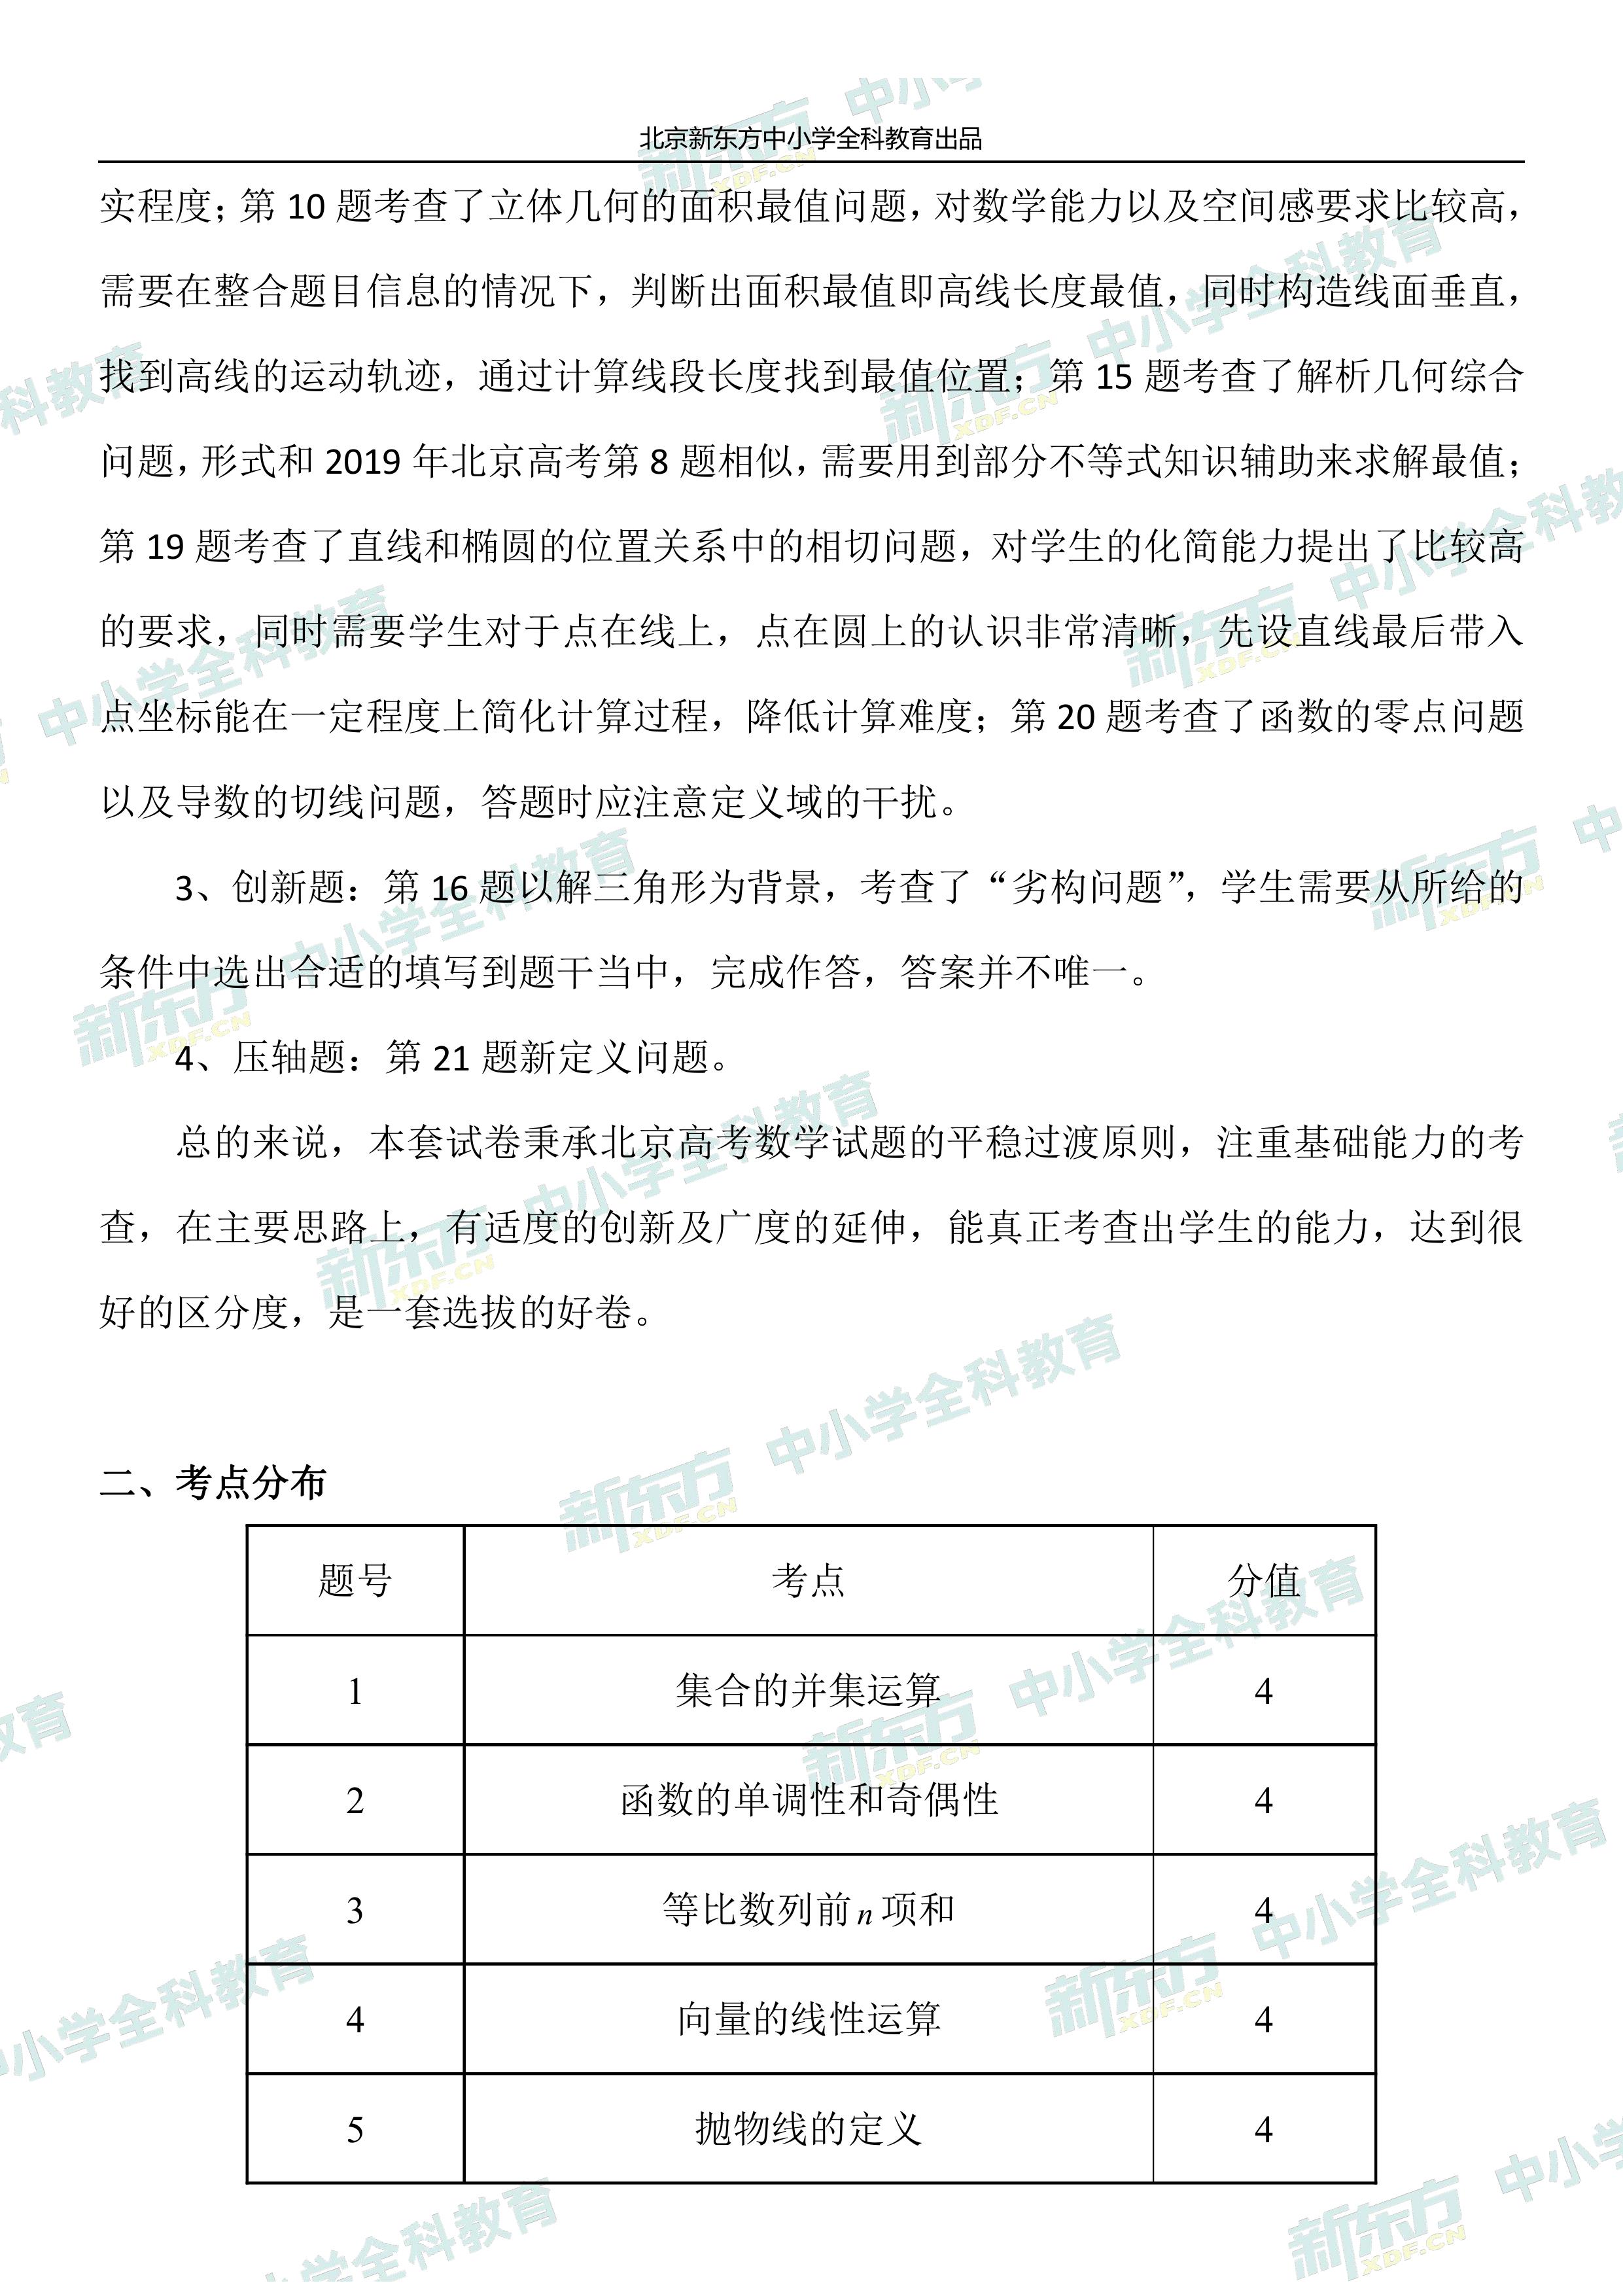 北京新东方中小学全科教育出品
实程度；第 10 题考查了立体几何的面积最值问题，对数学能力以及空间感要求比较高，
需要在整合题目信息的情况下，判断出面积最值即高线长度最值，同时构造线面垂直，
找到高线的运动轨迹，通过计算线段长度找到最值位置；第 15 题考查了解析几何综合
问题，形式和 2019 年北京高考第 8 题相似，需要用到部分不等式知识辅助来求解最值；
第 19 题考查了直线和椭圆的位置关系中的相切问题，对学生的化简能力提出了比较高
的要求，同时需要学生对于点在线上，点在圆上的认识非常清晰，先设直线最后带入
点坐标能在一定程度上简化计算过程，降低计算难度；第 20 题考查了函数的零点问题
以及导数的切线问题，答题时应注意定义域的干扰。
3、创新题：第 16 题以解三角形为背景，考查了“劣构问题”，学生需要从所给的
条件中选出合适的填写到题干当中，完成作答，答案并不唯一。
4、压轴题：第 21 题新定义问题。
总的来说，本套试卷秉承北京高考数学试题的平稳过渡原则，注重基础能力的考
查，在主要思路上，有适度的创新及广度的延伸，能真正考查出学生的能力，达到很
好的区分度，是一套选拔的好卷。
二、考点分布
题号 考点 分值
1 集合的并集运算 4
2 函数的单调性和奇偶性 4
3 等比数列前 n 项和 4
4 向量的线性运算 4
5 抛物线的定义 4